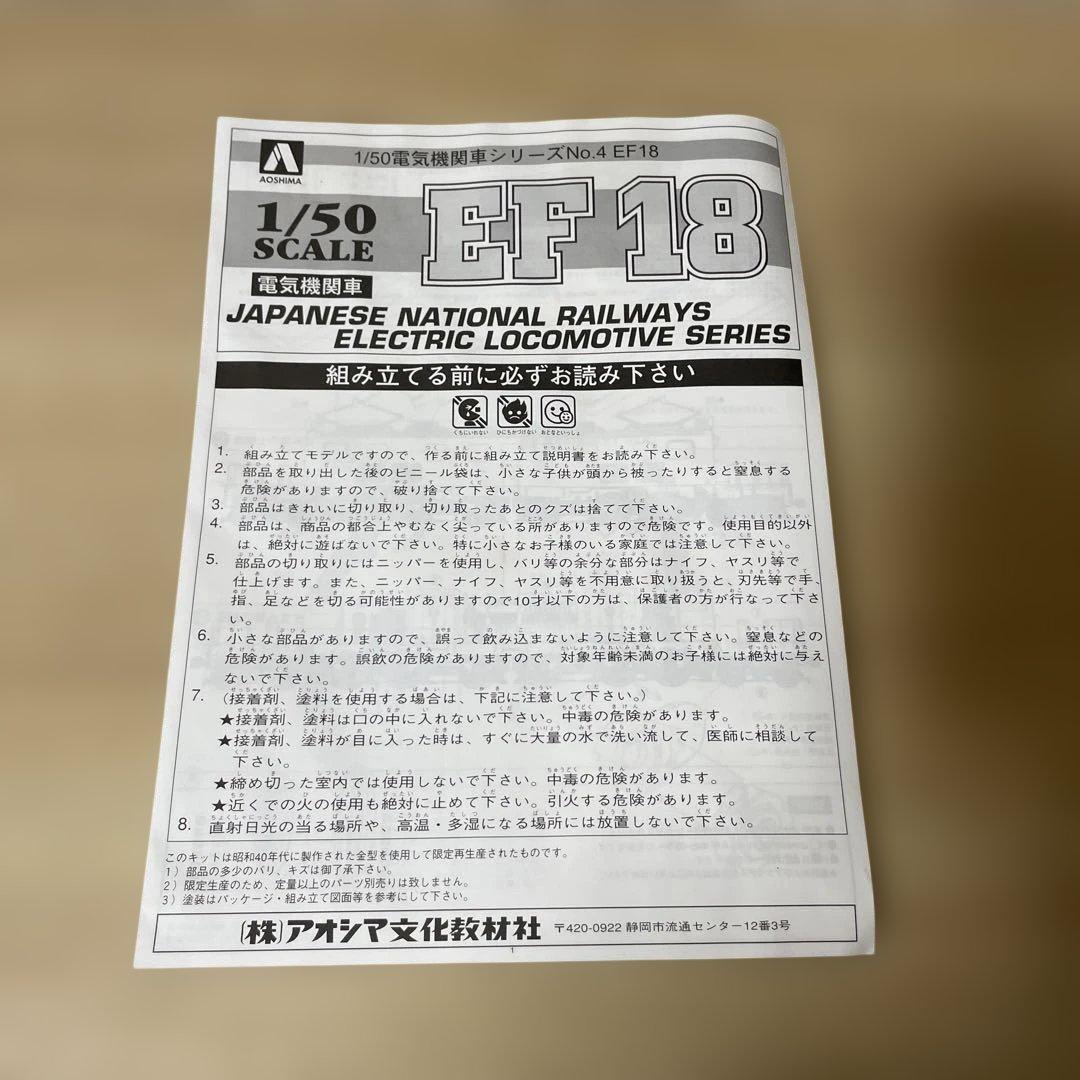 AOSHIMA
1/50電気機関車シリーズNo.4 EF18
1/50
SCALE
EF 18
電気機関車
JAPANESE NATIONAL RAILWAYS
ELECTRIC LOCOMOTIVE SERIES
組み立てる前に必ずお読み下さい
くちにいれない ひにちかづけない おとなといっしょ
1. 組み立てモデルですので、作る前に組み立て説明書をお読み下さい。
2. 部品を取り出した後のビニール袋は、小さな子供が頭から被ったりすると窒息する
危険がありますので、破り捨てて下さい。
3. 部品はきれいに切り取り、切り取ったあとのクズは捨てて下さい。
4. 部品は、商品の都合上やむなく尖っている所がありますので危険です。使用目的以外
は、絶対に遊ばないで下さい。特に小さなお子様のいる家庭では注意して下さい。
5. 部品の切り取りにはニッパーを使用し、バリ等の余分な部分はナイフ、ヤスリ等で
仕上げます。また、ニッパー、ナイフ、ヤスリ等を不用意に取り扱うと、刃先等で手、
指、足などを切る可能性がありますので10才以下の方は、保護者の方が行なって下さ
い。
6. 小さな部品がありますので、誤って飲み込まないように注意して下さい。窒息などの
危険があります。誤飲の危険がありますので、対象年齢未満のお子様には絶対に与え
ないで下さい。
7. (接着剤、塗料を使用する場合は、下記に注意して下さい。)
★接着剤、塗料は口の中に入れないで下さい。中毒の危険があります。
★接着剤、塗料が目に入った時は、すぐに大量の水で洗い流して、医師に相談して
下さい。
★締め切った室内では使用しないで下さい。中毒の危険があります。
★近くでの火の使用も絶対に止めて下さい。引火する危険があります。
8. 直射日光の当る場所や、高温・多湿になる場所には放置しないで下さい。
このキットは昭和40年代に製作された金型を使用して限定再生産されたものです。
1）部品の多少のバリ、キズは御了承下さい。
2）限定生産のため、定量以上のパーツ別売りは致しません。
3）塗装はパッケージ・組み立て図面等を参考にして下さい。
(株)アオシマ文化教材社 〒420-0922 静岡市流通センター12番3号
1